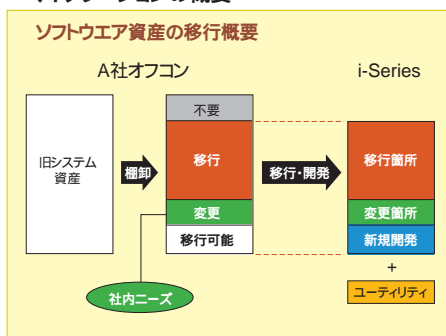 ソフトウエア資産の移行概要
A社オフコン
i-Series
旧システム
資産
棚卸
不要
移行
変更
移行可能
移行・開発
移行箇所
変更箇所
新規開発
+
ユーティリティ
社内ニーズ